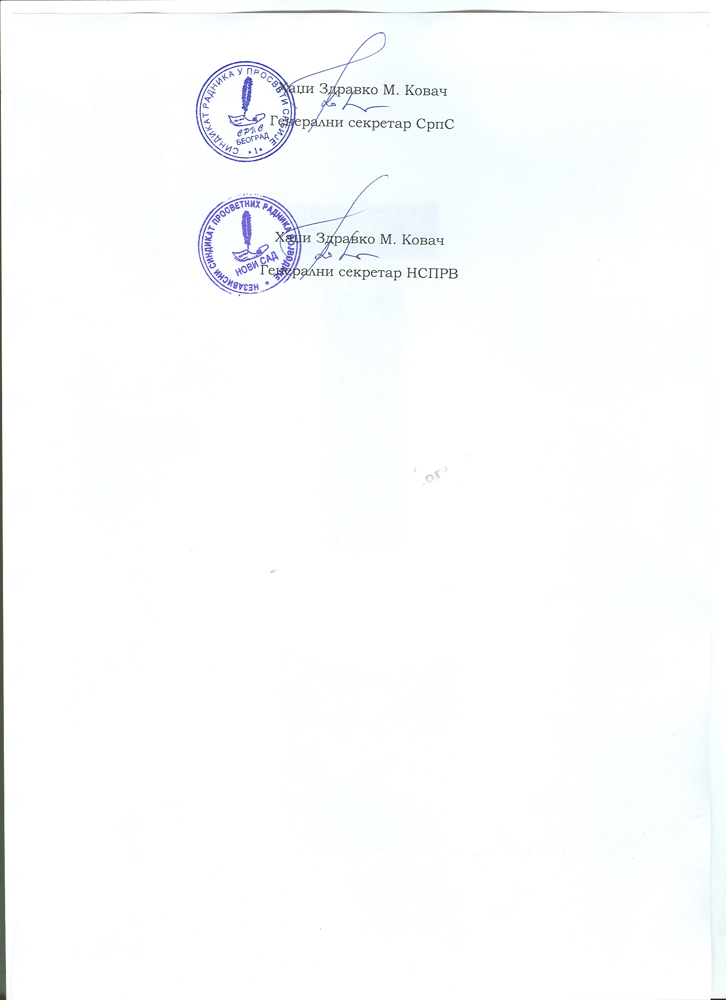 СИНДИКАТ РАДНИКА У ПРОСВЕТИ СРБИЈЕ
СРПС
БЕОГРАД
* 1 *
Хаџи Здравко М. Ковач
Генерални секретар СрпС
НЕЗАВИСНИ СИНДИКАТ ПРОСВЕТНИХ РАДНИКА ВОЈВОДИНЕ *
НОВИ САД
Хаџи Здравко М. Ковач
Генерални секретар НСПРВ